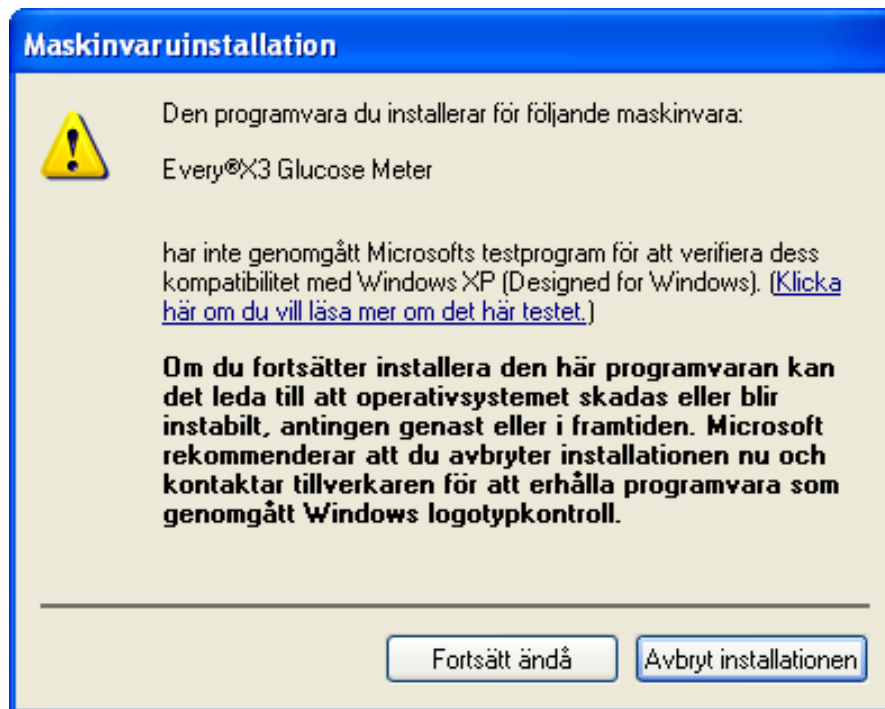 Maskinvaruinstallation
Den programvara du installerar för följande maskinvara:
Every®X3 Glucose Meter
har inte genomgått Microsofts testprogram för att verifiera dess
kompatibilitet med Windows XP (Designed for Windows). (Klicka
här om du vill läsa mer om det här testet.)
Om du fortsätter installera den här programvaran kan
det leda till att operativsystemet skadas eller blir
instabilt, antingen genast eller i framtiden. Microsoft
rekommenderar att du avbryter installationen nu och
kontaktar tillverkaren för att erhålla programvara som
genomgått Windows logotypkontroll.
Fortsätt ändå
Avbryt installationen